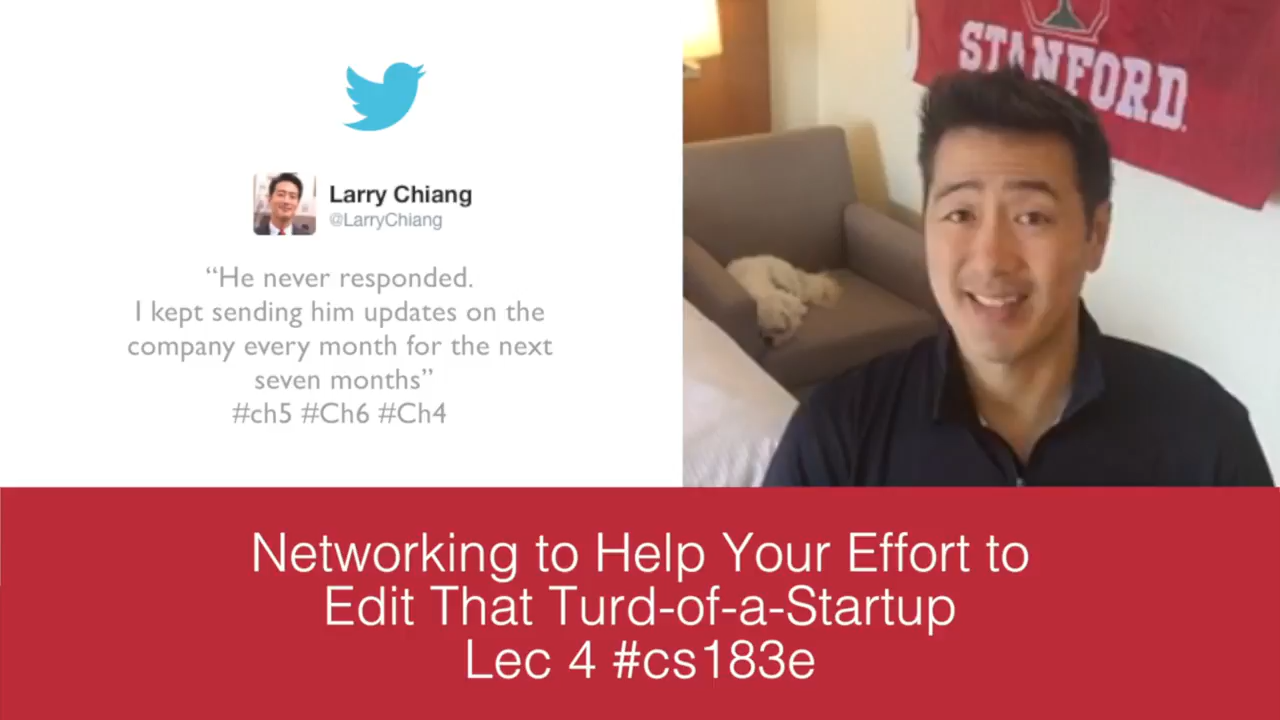 Larry Chiang
@LarryChiang
“He never responded.
I kept sending him updates on the
company every month for the next
seven months”
#ch5 #Ch6 #Ch4
STANFORD
Networking to Help Your Effort to
Edit That Turd-of-a-Startup
Lec 4 #cs183e